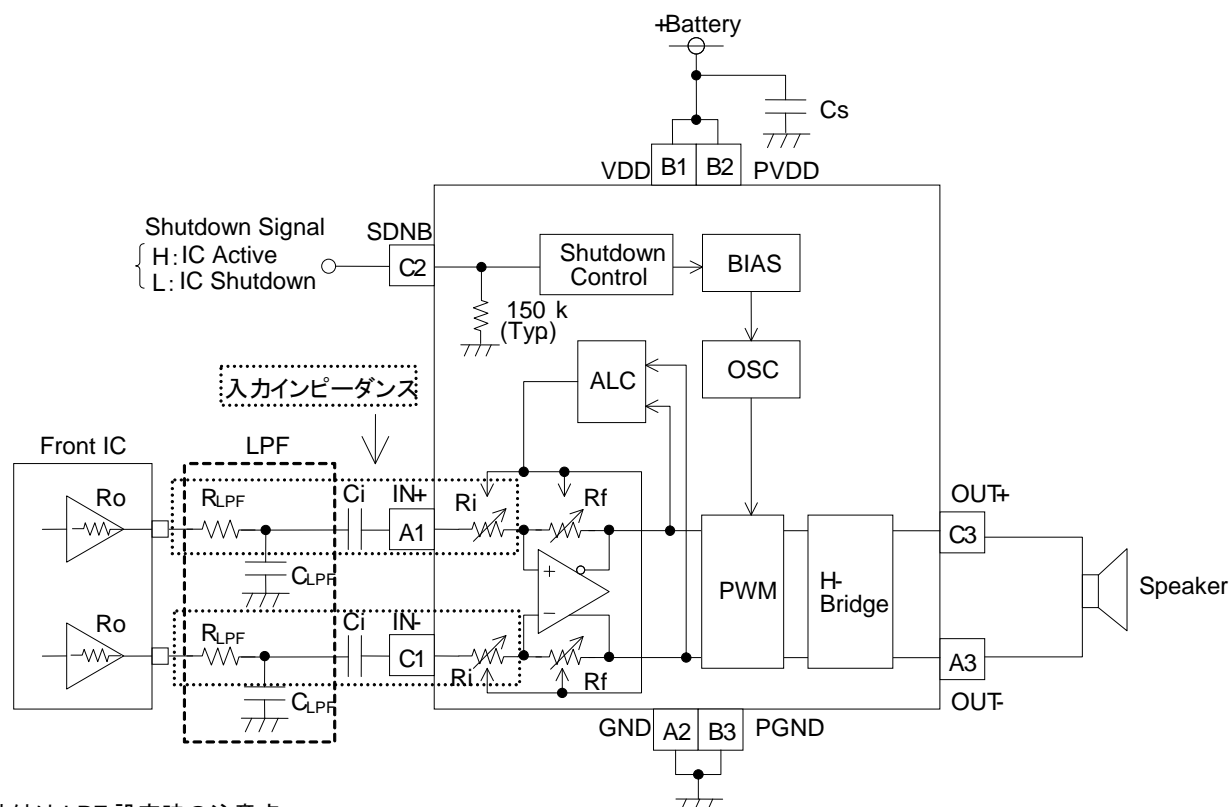 +Battery
Cs
VDD B1 B2 PVDD
Shutdown Signal
H:IC Active
L:IC Shutdown
SDNB
C2
Shutdown
Control
BIAS
150 k
(Typ.)
ALC
OSC
入力インピーダンス
Front IC
LPF
Ro
RLPF
Ci
IN+
A1
Ri
Rf
CLPF
+
-
PWM
H-
Bridge
OUT+
C3
Speaker
Ro
RLPF
Ci
IN-
C1
Ri
Rf
CLPF
A3
OUT-
GND A2 B3 PGND